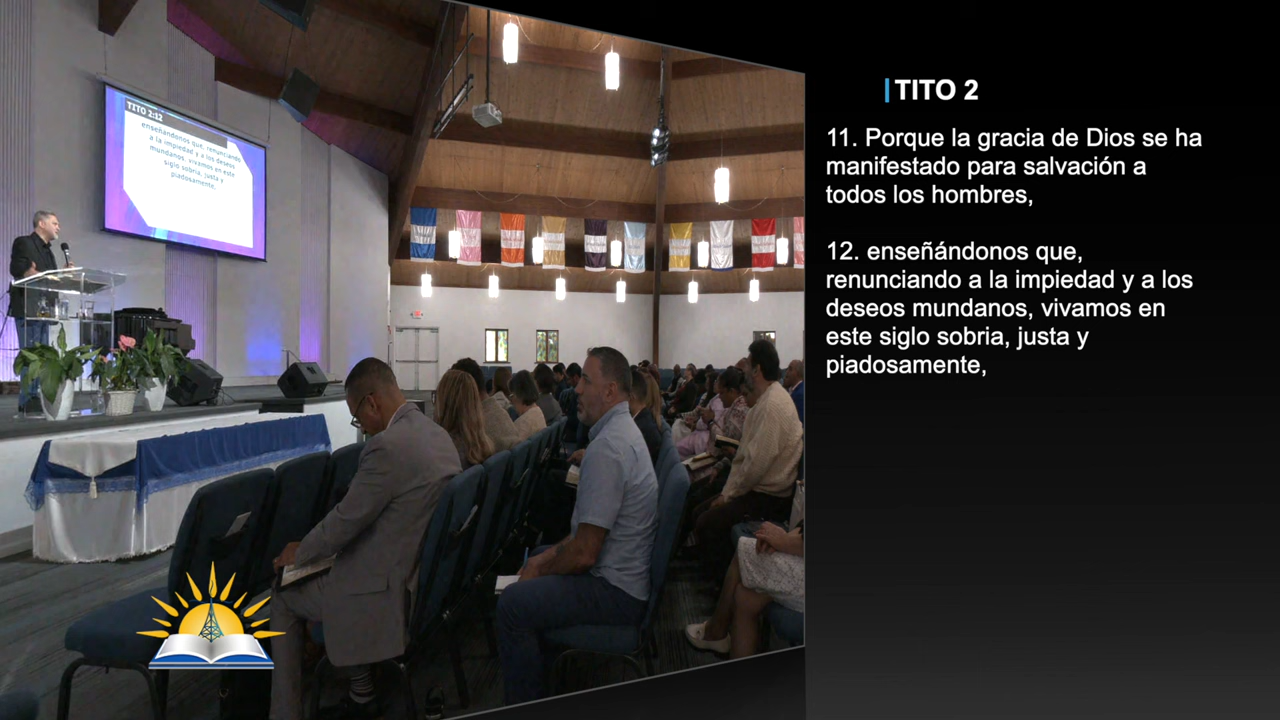 TITO 2:12
enseñándonos que, renunciando
a la impiedad y a los deseos
mundanos, vivamos en este
siglo sobria, justa y
piadosamente,
TITO 2
11. Porque la gracia de Dios se ha
manifestado para salvación a
todos los hombres,
12. enseñándonos que,
renunciando a la impiedad y a los
deseos mundanos, vivamos en
este siglo sobria, justa y
piadosamente,